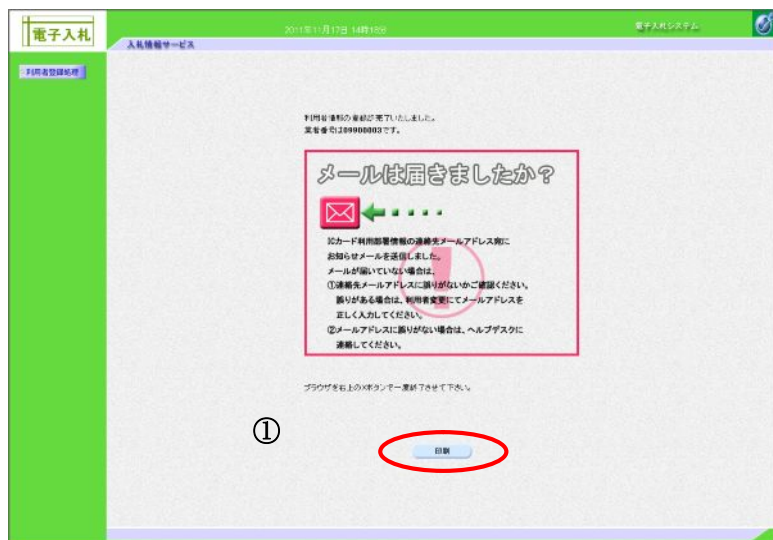 電子入札
2011年11月17日 14時18分
電子入札システム
入札情報サービス
利用者登録処理
利用者情報の登録が完了いたしました。
業者番号は09900003です。
メールは届きましたか?
ICカード利用部署情報の連絡先メールアドレス宛に
お知らせメールを送信しました。
メールが届いていない場合は、
①連絡先メールアドレスに誤りがないかご確認ください。
誤りがある場合は、利用者変更にてメールアドレスを
正しく入力してください。
②メールアドレスに誤りがない場合は、ヘルプデスクに
連絡してください。
ブラウザを右上の×ボタンで一度終了させて下さい。
①
印刷